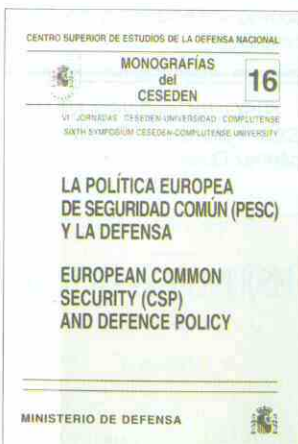 CENTRO SUPERIOR DE ESTUDIOS DE LA DEFENSA NACIONAL
MONOGRAFÍAS
del
CESEDEN
16
VI JORNADAS CESEDEN-UNIVERSIDAD COMPLUTENSE
SIXTH SYMPOSIUM CESEDEN-COMPLUTENSE UNIVERSITY
LA POLÍTICA EUROPEA
DE SEGURIDAD COMÚN (PESC)
Y LA DEFENSA
EUROPEAN COMMON
SECURITY (CSP)
AND DEFENCE POLICY
MINISTERIO DE DEFENSA